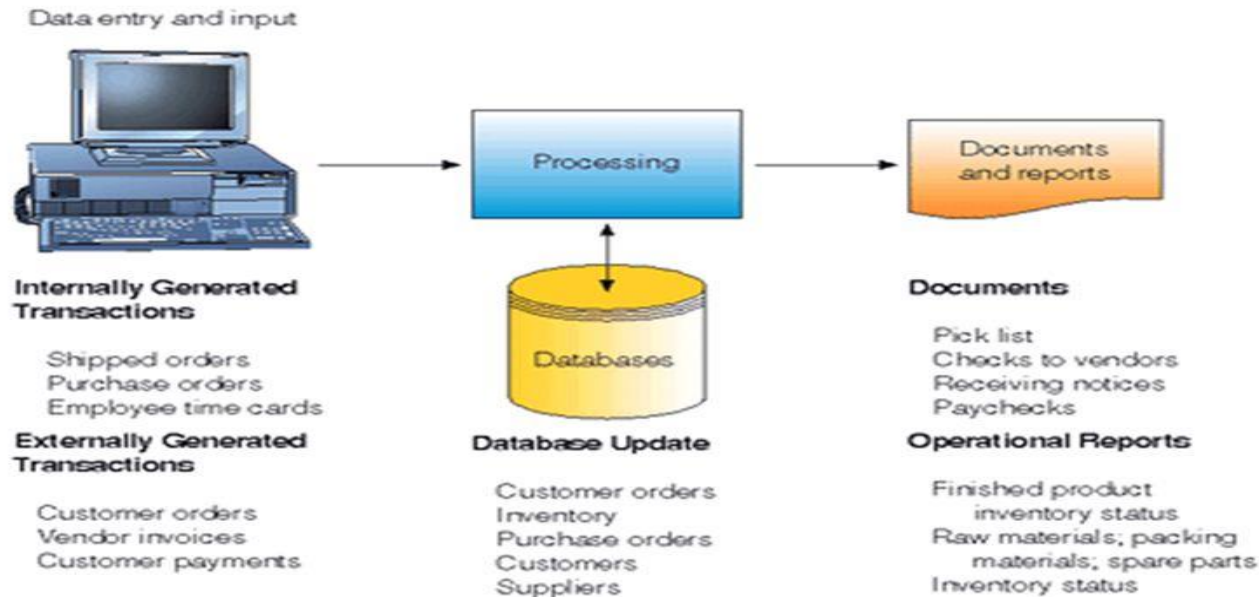 Data entry and input
Processing
Documents
and reports
Databases
Internally Generated
Transactions
Shipped orders
Purchase orders
Employee time cards
Externally Generated
Transactions
Customer orders
Vendor invoices
Customer payments
Database Update
Customer orders
Inventory
Purchase orders
Customers
Suppliers
Documents
Pick list
Checks to vendors
Receiving notices
Paychecks
Operational Reports
Finished product
inventory status
Raw materials; packing
materials; spare parts
Inventory status